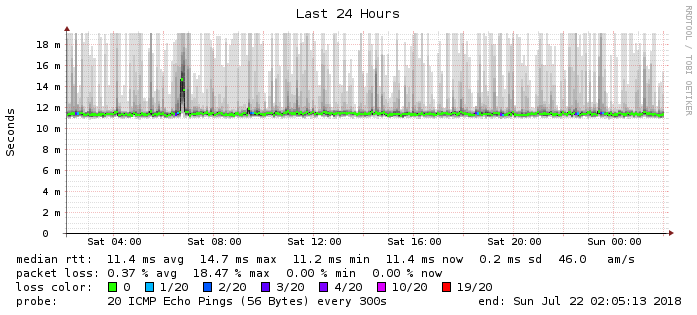 Last 24 Hours
RRDTOOL / TOBI OETIKER
Seconds
18 m
16 m
14 m
12 m
10 m
8 m
6 m
4 m
2 m
0
Sat 04:00 Sat 08:00 Sat 12:00 Sat 16:00 Sat 20:00 Sun 00:00
median rtt: 11.4 ms avg 14.7 ms max 11.2 ms min 11.4 ms now 0.2 ms sd 46.0 am/s
packet loss: 0.37 % avg 18.47 % max 0.00 % min 0.00 % now
loss color: 0 1/20 2/20 3/20 4/20 10/20 19/20
probe: 20 ICMP Echo Pings (56 Bytes) every 300s end: Sun Jul 22 02:05:13 2018